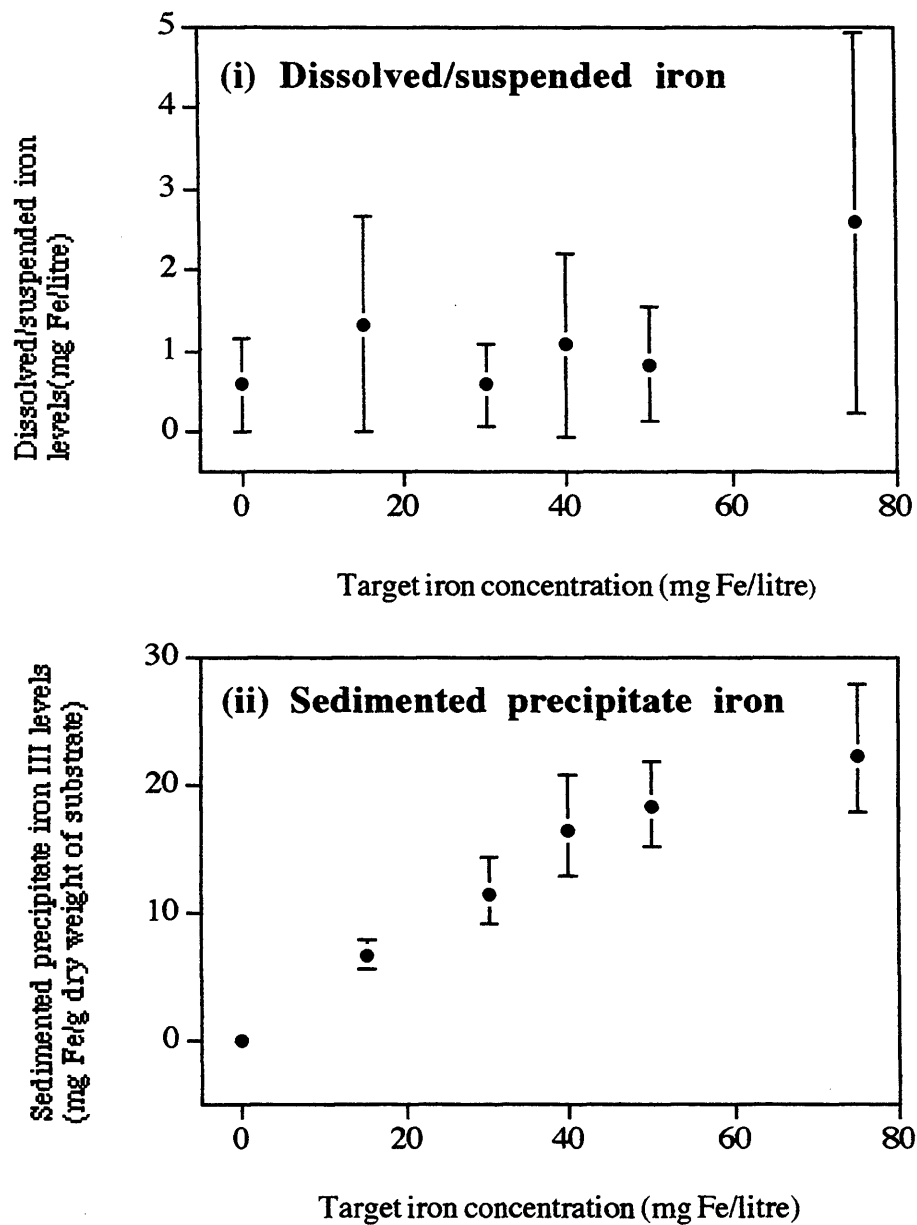 (i) Dissolved/suspended iron
Dissolved/suspended iron
levels(mg Fe/litre)
5
4
3
2
1
0
0 20 40 60 80
Target iron concentration (mg Fe/litre)
(ii) Sedimented precipitate iron
Sedimented precipitate iron III levels
(mg Fe/g dry weight of substrate)
30
20
10
0
0 20 40 60 80
Target iron concentration (mg Fe/litre)